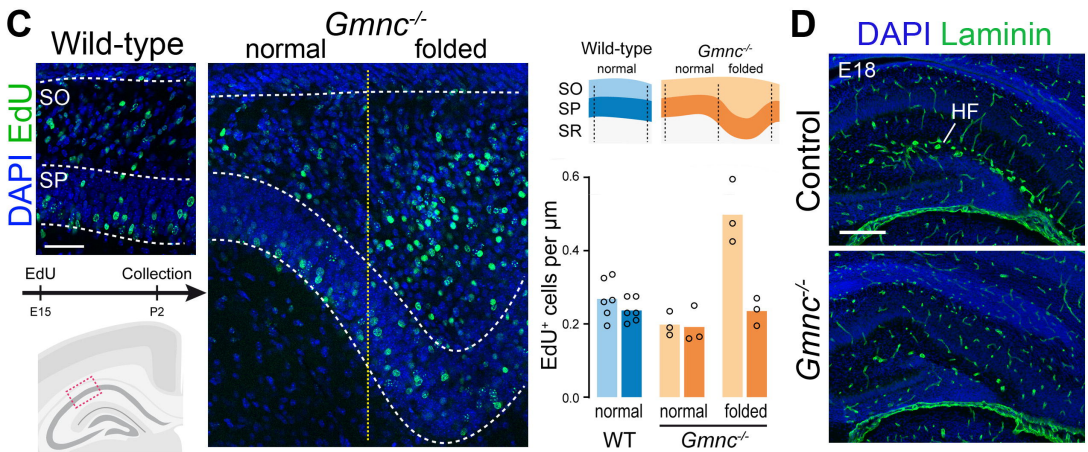 C
Wild-type
Gmnc-/-
normal
folded
DAPI EdU
SO
SP
EdU
Collection
E15
P2
Wild-type
Gmnc-/-
normal
normal
folded
SO
SP
SR
EdU+ cells per µm
0.6
0.4
0.2
0.0
normal
normal
folded
WT
Gmnc-/-
D
DAPI Laminin
E18
HF
Control
Gmnc-/-